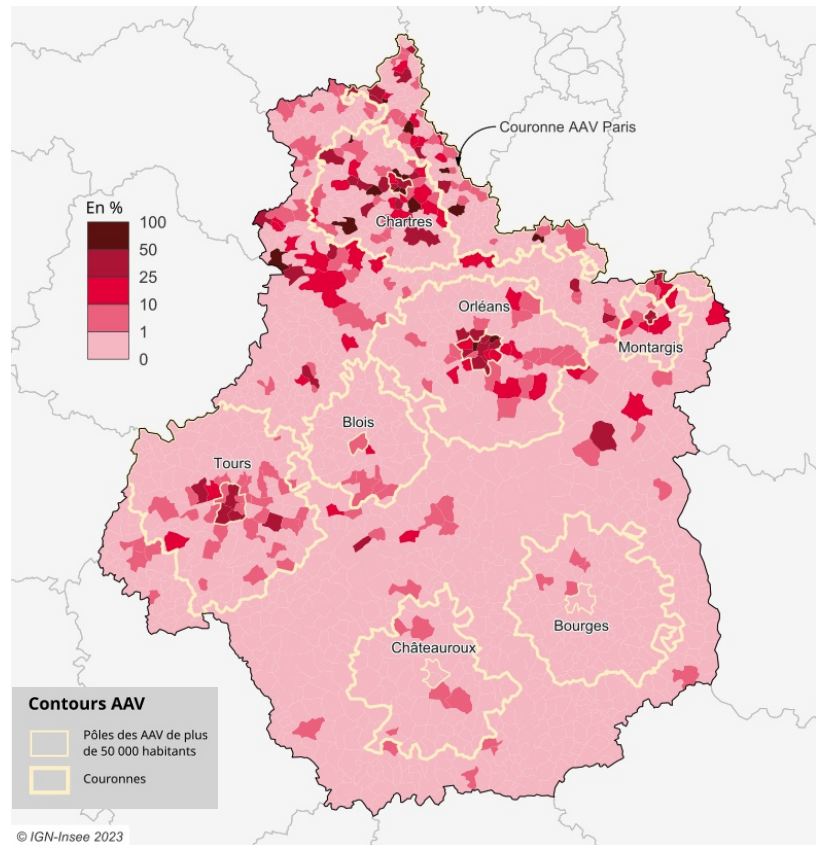 Couronne AAV Paris
En %
100
50
25
10
1
0
Chartres
Orléans
Montargis
Blois
Tours
Bourges
Châteauroux
Contours AAV
Pôles des AAV de plus
de 50 000 habitants
Couronnes
© IGN-Insee 2023